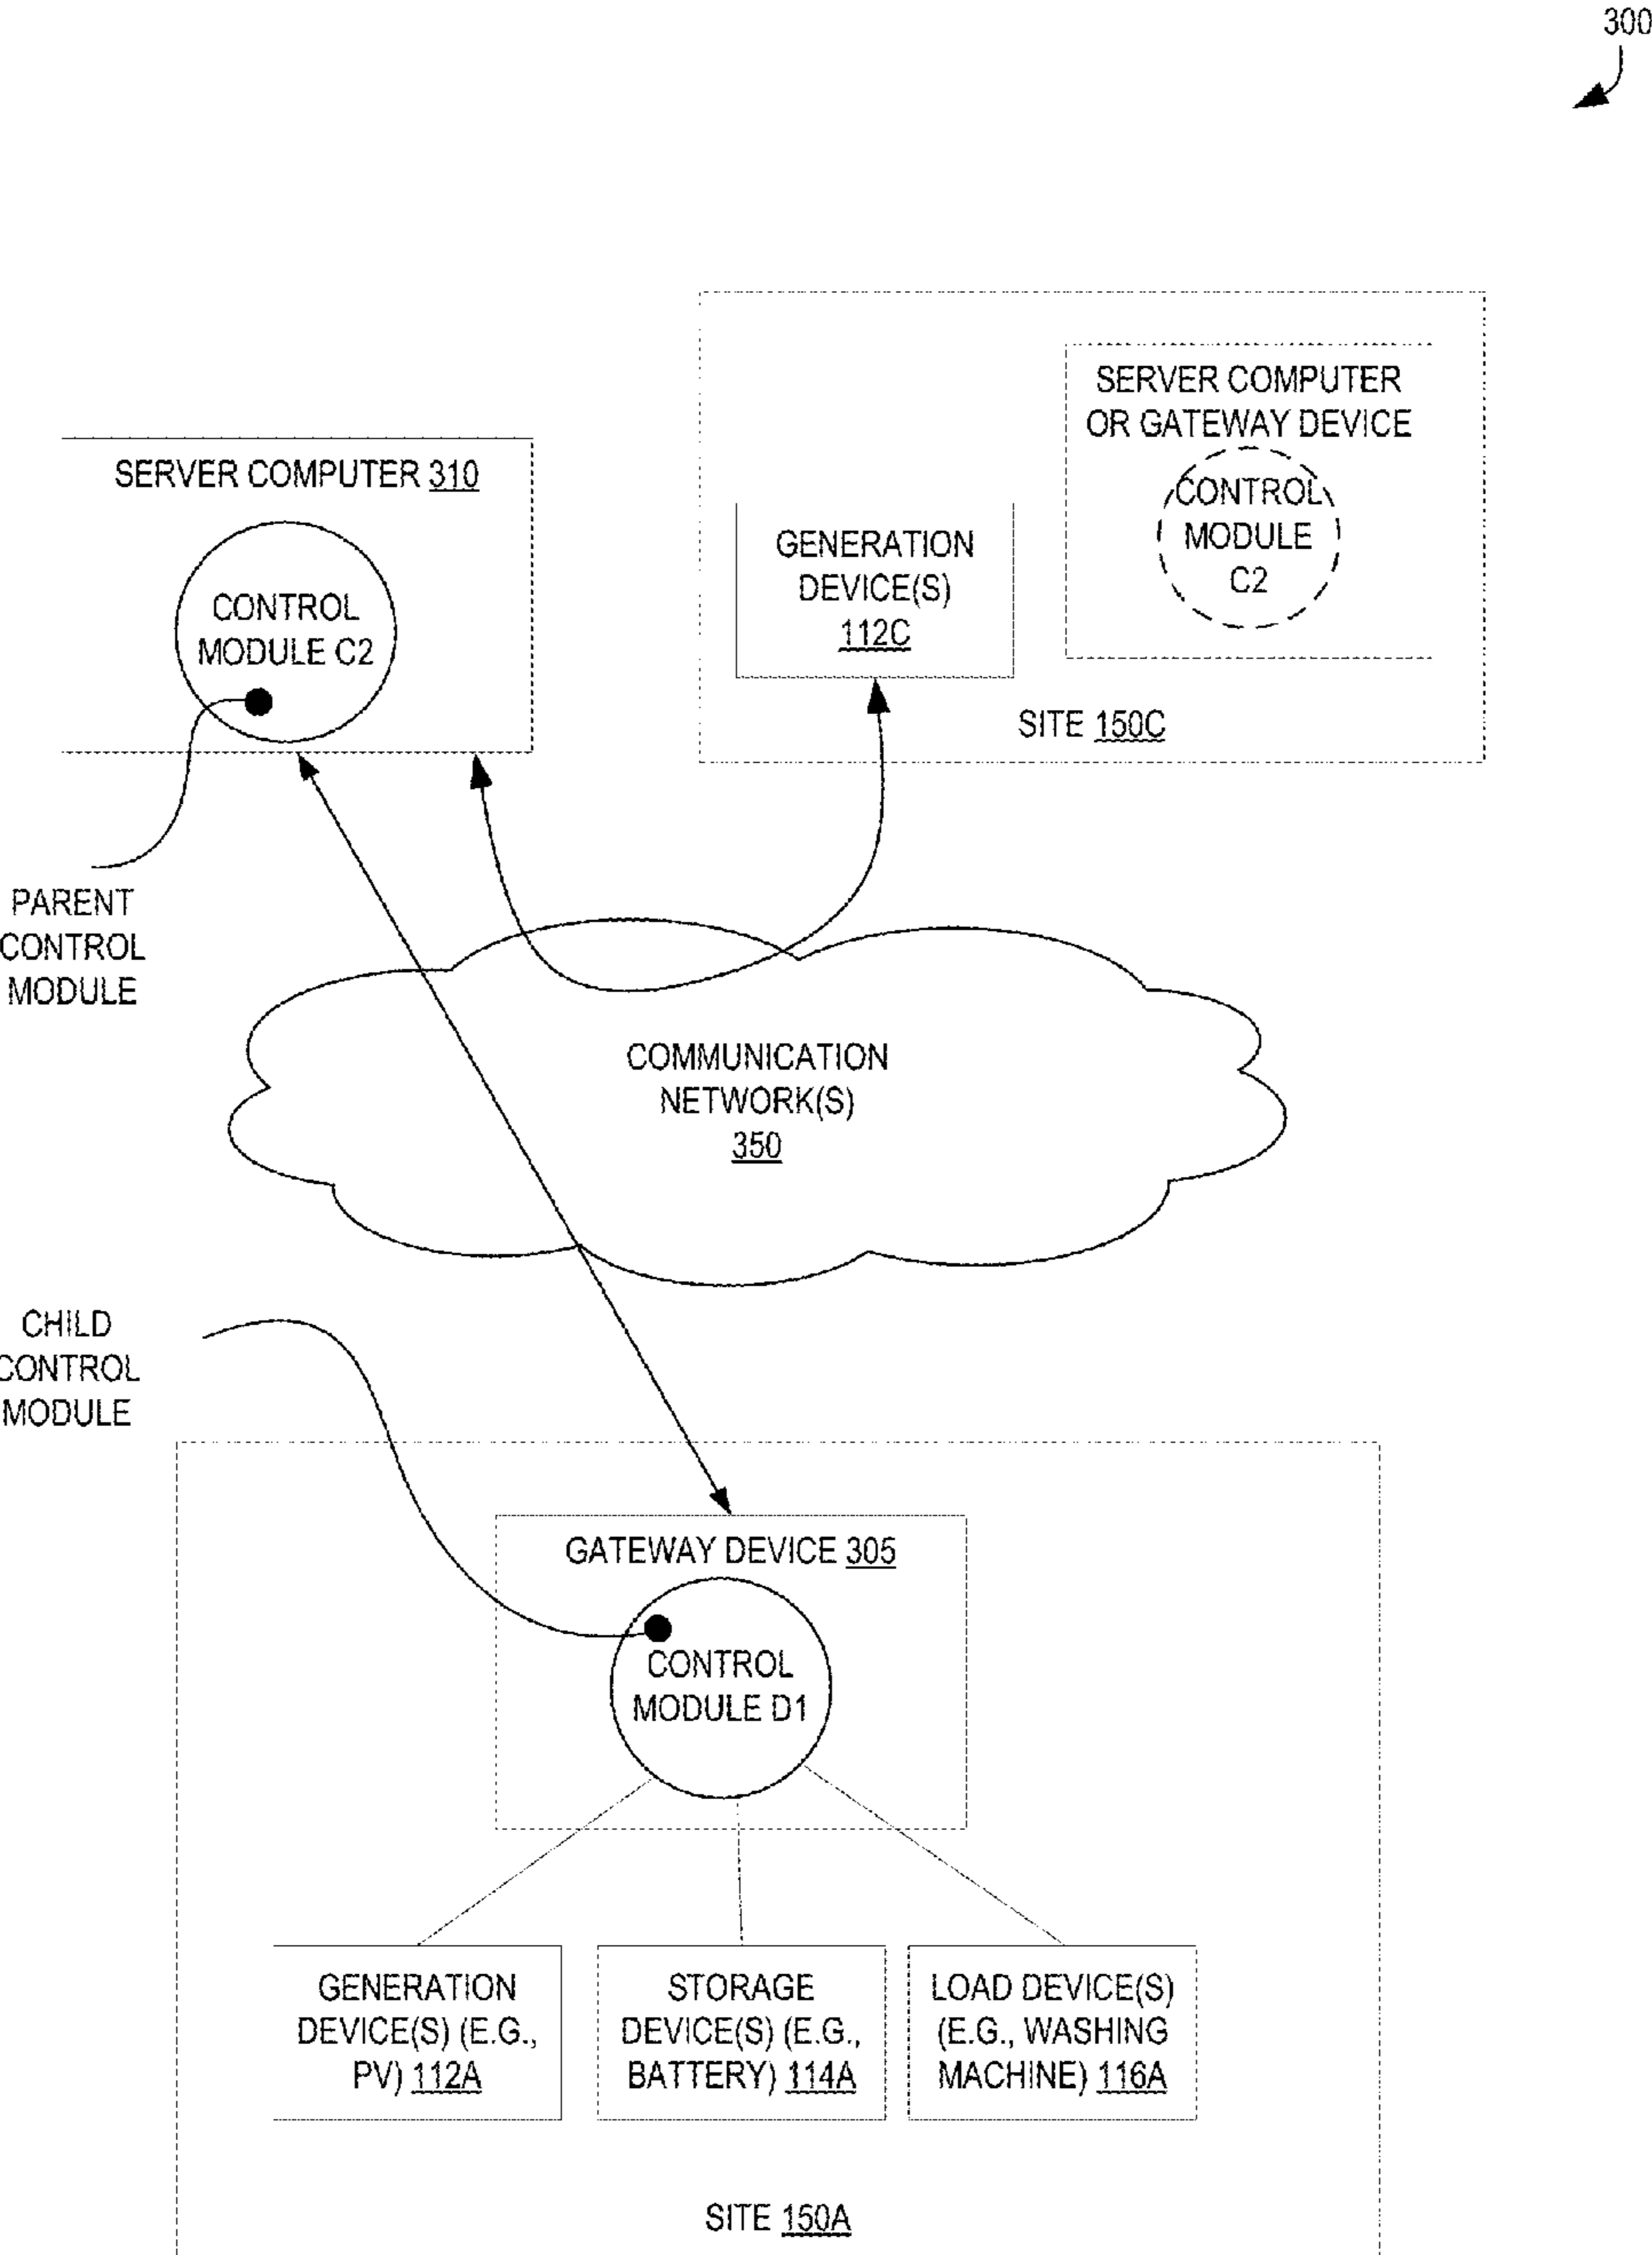 300
SERVER COMPUTER
OR GATEWAY DEVICE
CONTROL
MODULE
C2
SERVER COMPUTER 310
CONTROL
MODULE C2
GENERATION
DEVICE(S)
112C
SITE 150C
PARENT
CONTROL
MODULE
COMMUNICATION
NETWORK(S)
350
CHILD
CONTROL
MODULE
GATEWAY DEVICE 305
CONTROL
MODULE D1
GENERATION
DEVICE(S) (E.G.,
PV) 112A
STORAGE
DEVICE(S) (E.G.,
BATTERY) 114A
LOAD DEVICE(S)
(E.G., WASHING
MACHINE) 116A
SITE 150A